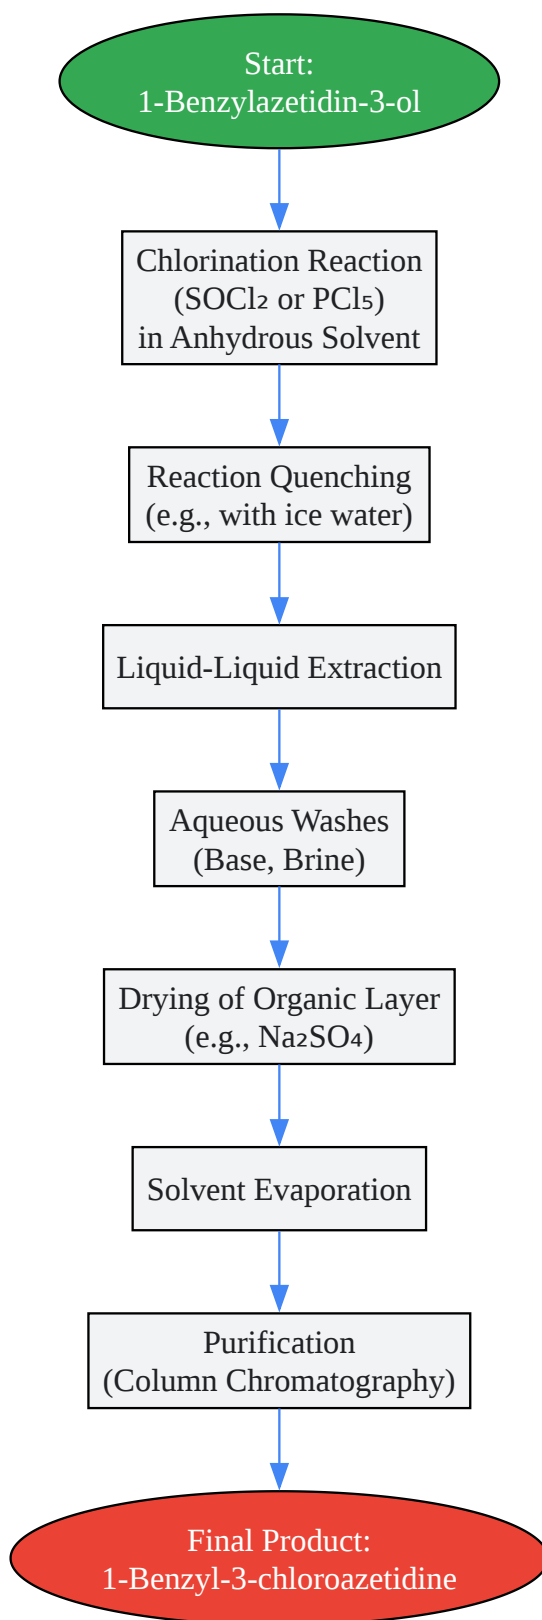 Start:
1-Benzylazetidin-3-ol
Chlorination Reaction
(SOCl₂ or PCl₅)
in Anhydrous Solvent
Reaction Quenching
(e.g., with ice water)
Liquid-Liquid Extraction
Aqueous Washes
(Base, Brine)
Drying of Organic Layer
(e.g., Na₂SO₄)
Solvent Evaporation
Purification
(Column Chromatography)
Final Product:
1-Benzyl-3-chloroazetidine